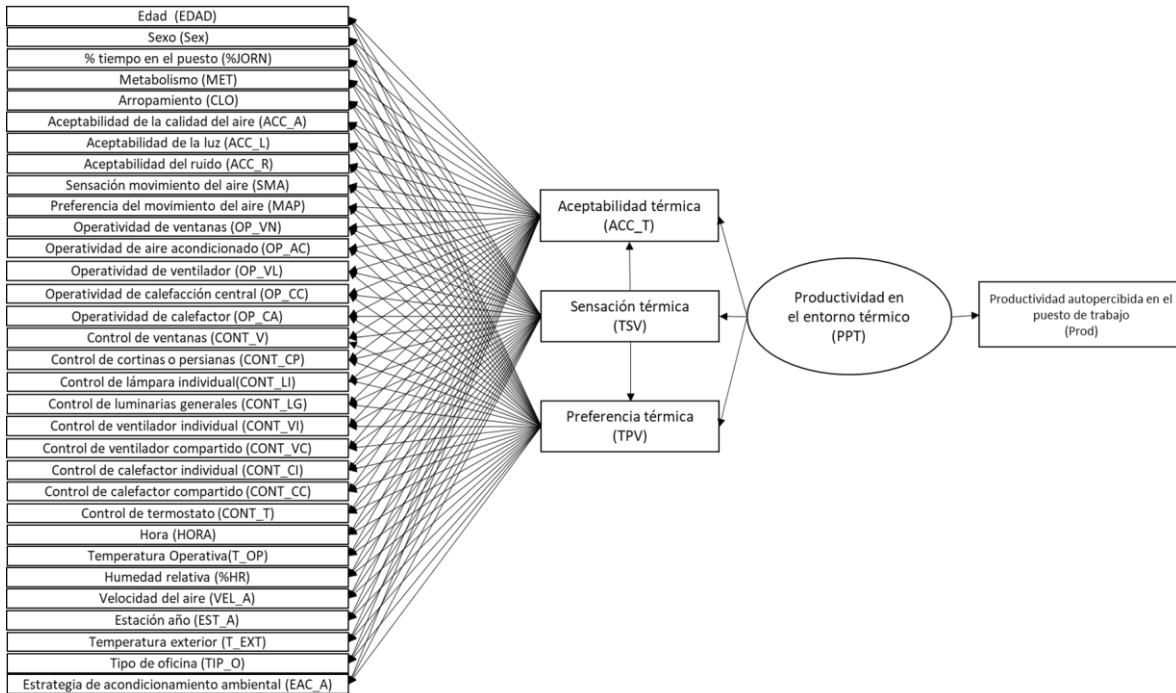 Edad (EDAD)
Sexo (Sex)
% tiempo en el puesto (%JORN)
Metabolismo (MET)
Arropamiento (CLO)
Aceptabilidad de la calidad del aire (ACC_A)
Aceptabilidad de la luz (ACC_L)
Aceptabilidad del ruido (ACC_R)
Sensación movimiento del aire (SMA)
Preferencia del movimiento del aire (MAP)
Operatividad de ventanas (OP_VN)
Operatividad de aire acondicionado (OP_AC)
Operatividad de ventilador (OP_VL)
Operatividad de calefacción central (OP_CC)
Operatividad de calefactor (OP_CA)
Control de ventanas (CONT_V)
Control de cortinas o persianas (CONT_CP)
Control de lámpara individual(CONT_LI)
Control de luminarias generales (CONT_LG)
Control de ventilador individual (CONT_VI)
Control de ventilador compartido (CONT_VC)
Control de calefactor individual (CONT_CI)
Control de calefactor compartido (CONT_CC)
Control de termostato (CONT_T)
Hora (HORA)
Temperatura Operativa(T_OP)
Humedad relativa (%HR)
Velocidad del aire (VEL_A)
Estación año (EST_A)
Temperatura exterior (T_EXT)
Tipo de oficina (TIP_O)
Estrategia de acondicionamiento ambiental (EAC_A)
Aceptabilidad térmica
(ACC_T)
Sensación térmica
(TSV)
Preferencia térmica
(TPV)
Productividad en
el entorno térmico
(PPT)
Productividad autopercibida en el
puesto de trabajo
(Prod)